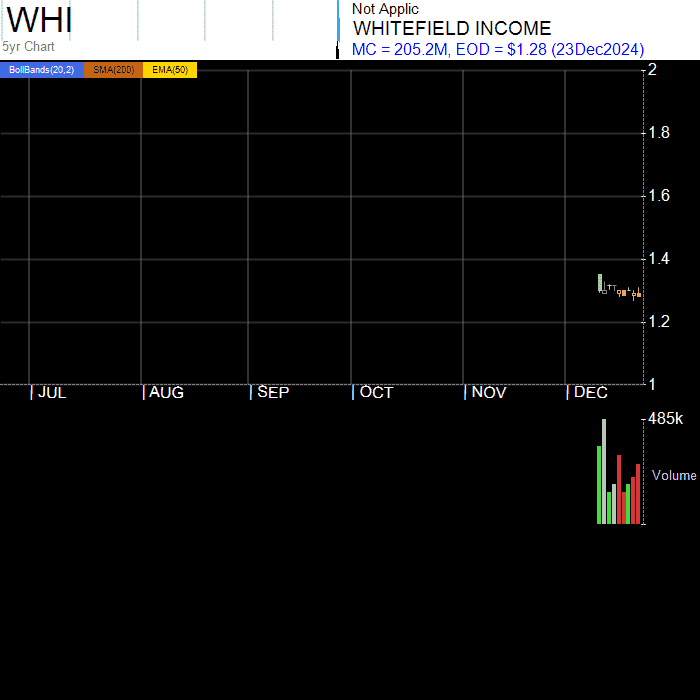 WHI
5yr Chart
Not Applic
WHITEFIELD INCOME
MC = 205.2M, EOD = $1.28 (23Dec2024)
BollBands(20,2) SMA(200) EMA(50)
2
1.8
1.6
1.4
1.2
1
JUL AUG SEP OCT NOV DEC
485k
Volume